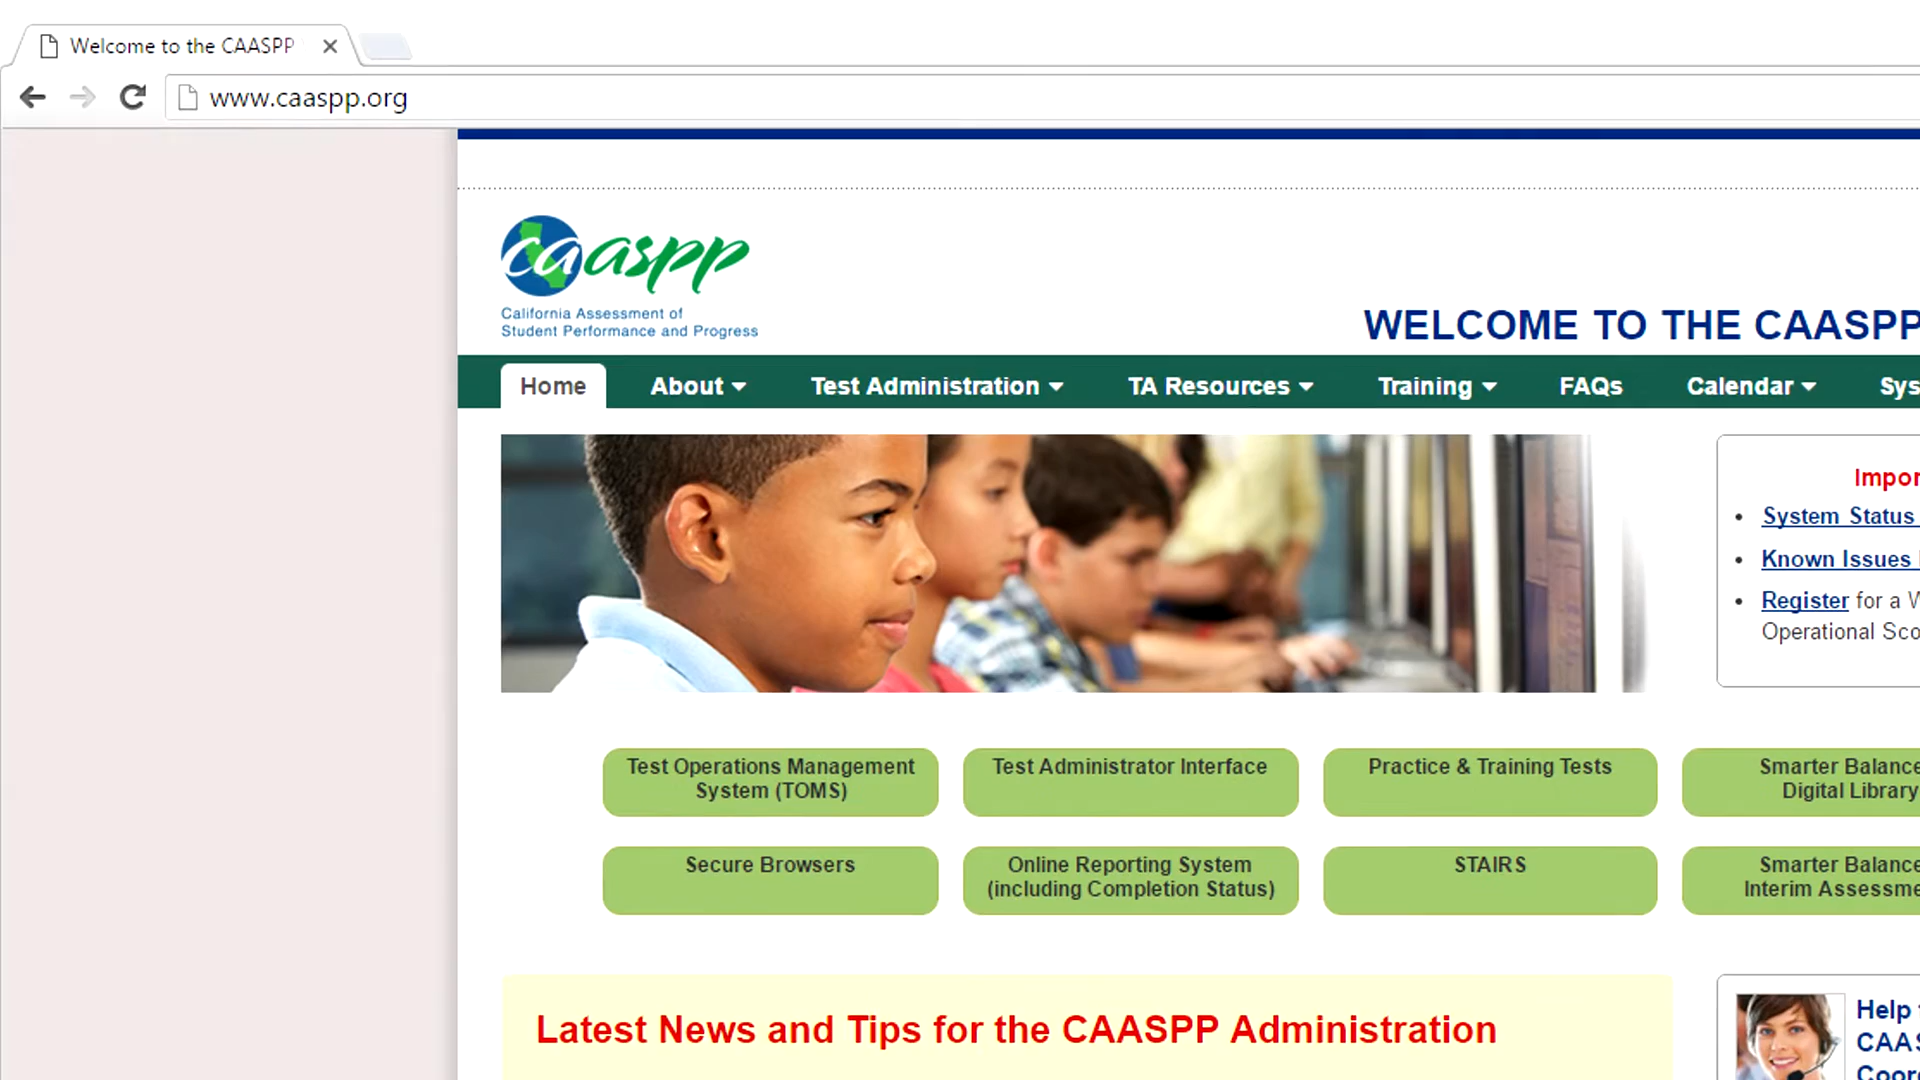 Welcome to the CAASPP
www.caaspp.org
caaspp
California Assessment of
Student Performance and Progress
WELCOME TO THE CAASPP
Home About Test Administration TA Resources Training FAQs Calendar Sys
Impor
System Status
Known Issues
Register for a W
Operational Sco
Test Operations Management
System (TOMS)
Test Administrator Interface
Practice & Training Tests
Smarter Balance
Digital Library
Secure Browsers
Online Reporting System
(including Completion Status)
STAIRS
Smarter Balance
Interim Assessme
Latest News and Tips for the CAASPP Administration
Help
CAAS
Coor